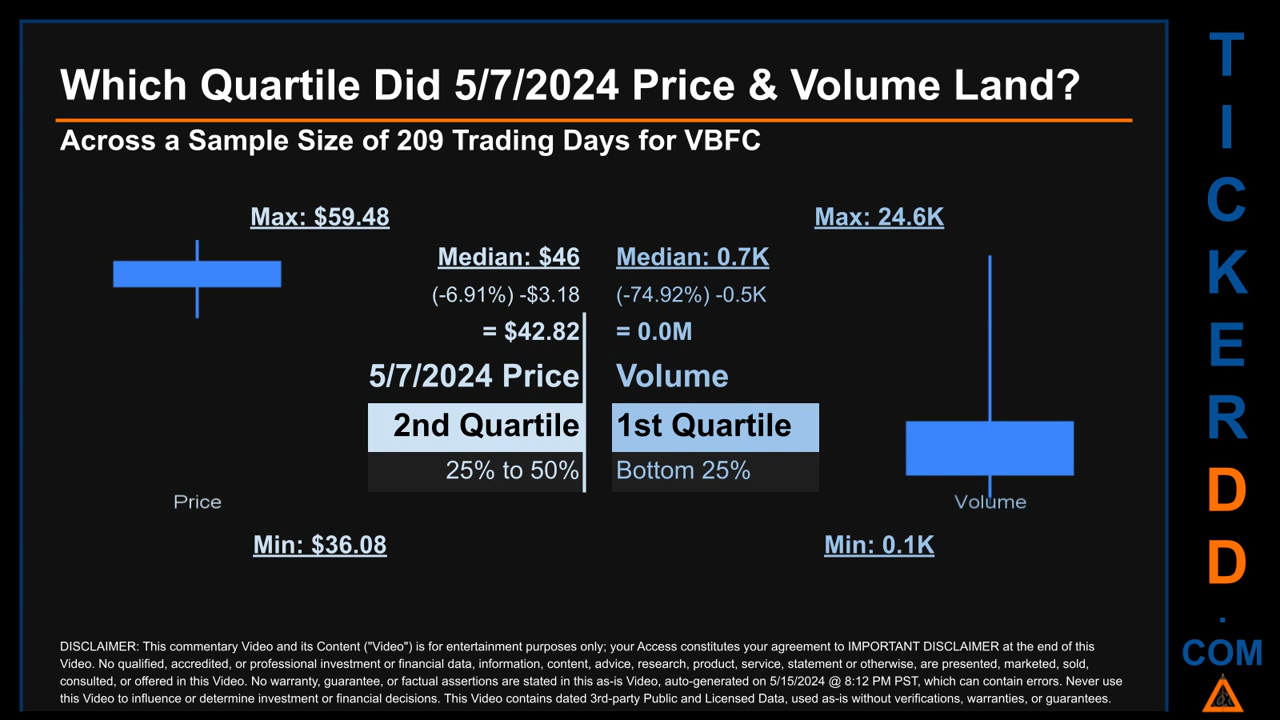 Which Quartile Did 5/7/2024 Price & Volume Land?
Across a Sample Size of 209 Trading Days for VBFC
Max: $59.48
Max: 24.6K
Median: $46
Median: 0.7K
(-6.91%) -$3.18
(-74.92%) -0.5K
= $42.82
= 0.0M
5/7/2024 Price
Volume
2nd Quartile
1st Quartile
25% to 50%
Bottom 25%
Price
Volume
Min: $36.08
Min: 0.1K
DISCLAIMER: This commentary Video and its Content ("Video") is for entertainment purposes only; your Access constitutes your agreement to IMPORTANT DISCLAIMER at the end of this
Video. No qualified, accredited, or professional investment or financial data, information, content, advice, research, product, service, statement or otherwise, are presented, marketed, sold,
consulted, or offered in this Video. No warranty, guarantee, or factual assertions are stated in this as-is Video, auto-generated on 5/15/2024 @ 8:12 PM PST, which can contain errors. Never use
this Video to influence or determine investment or financial decisions. This Video contains dated 3rd-party Public and Licensed Data, used as-is without verifications, warranties, or guarantees.
T
I
C
K
E
R
D
D
.
COM